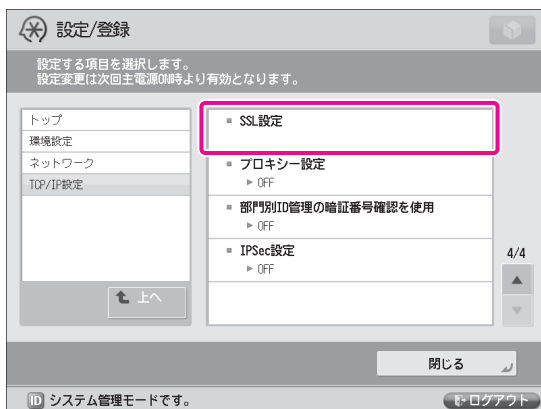 設定/登録
設定する項目を選択します。
設定変更は次回主電源ON時より有効となります。
トップ
環境設定
ネットワーク
TCP/IP設定
上へ
SSL設定
プロキシー設定
OFF
部門別ID管理の暗証番号確認を使用
OFF
IPSec設定
OFF
4/4
閉じる
ID システム管理モードです。
ログアウト